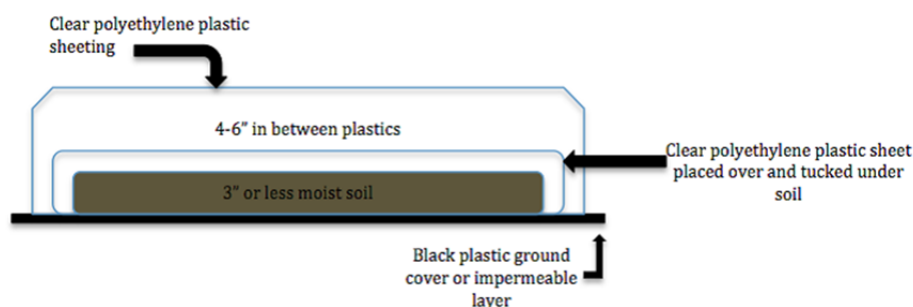 Clear polyethylene plastic
sheeting
4-6” in between plastics
Clear polyethylene plastic sheet
placed over and tucked under
soil
3” or less moist soil
Black plastic ground
cover or impermeable
layer